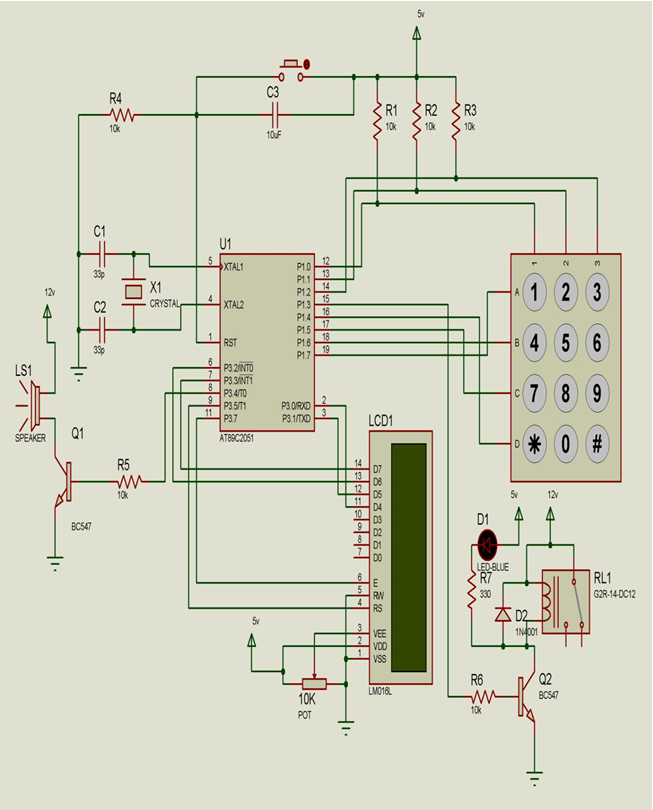 5v
R4
10k
C3
10uF
R1
10k
R2
10k
R3
10k
C1
33p
X1
CRYSTAL
C2
33p
U1
5 XTAL1
4 XTAL2
1 RST
6 P3.2/INT0
7 P3.3/INT1
8 P3.4/T0
9 P3.5/T1
11 P3.7
P1.0 12
P1.1 13
P1.2 14
P1.3 15
P1.4 16
P1.5 17
P1.6 18
P1.7 19
P3.0/RXD 2
P3.1/TXD 3
AT89C2051
1 2 3
A 1 2 3
B 4 5 6
C 7 8 9
D * 0 #
12v
LS1
SPEAKER
Q1
BC547
R5
10k
LCD1
14 D7
13 D6
12 D5
11 D4
10 D3
9 D2
8 D1
7 D0
6 E
5 RW
4 RS
3 VEE
2 VDD
1 VSS
LM016L
5v
10K
POT
5v
12v
D1
LED-BLUE
R7
330
D2
1N4001
RL1
G2R-14-DC12
R6
10k
Q2
BC547